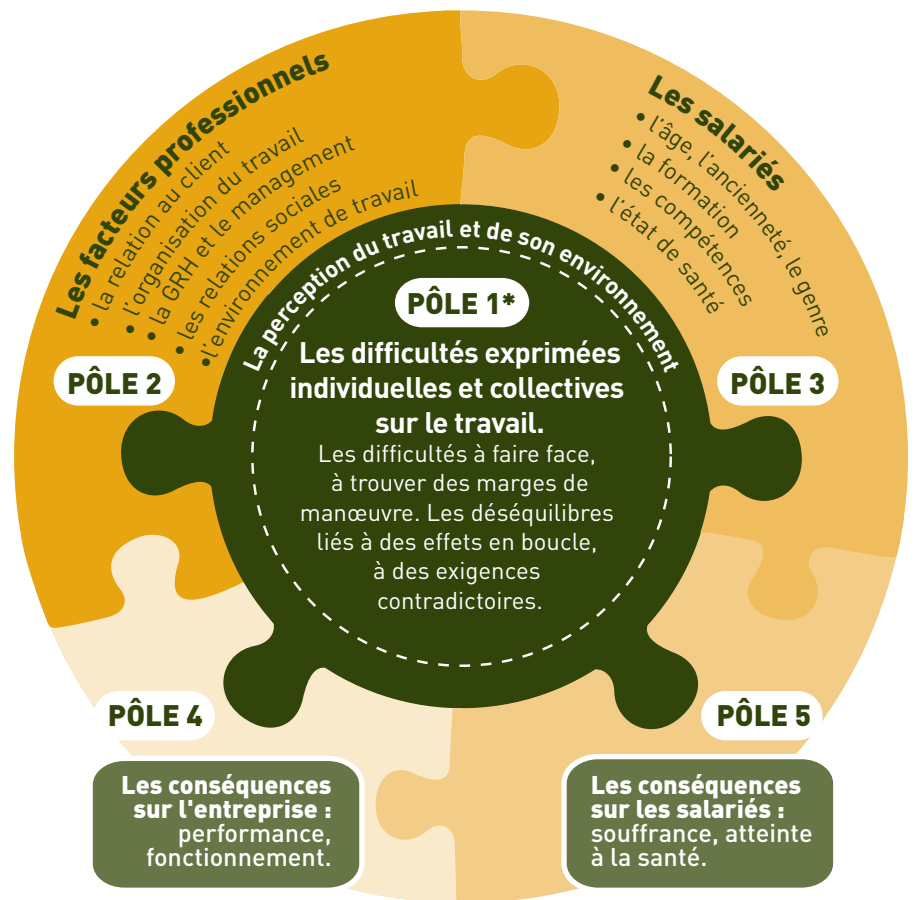 Les facteurs professionnels
• la relation au client
• l'organisation du travail
• la GRH et le management
• les relations sociales
•l'environnement de travail
PÔLE 2
Les salariés
• l'âge, l'ancienneté, le genre
• la formation
• les compétences
• l'état de santé
PÔLE 3
La perception du travail et de son environnement
PÔLE 1*
Les difficultés exprimées
individuelles et collectives
sur le travail.
Les difficultés à faire face,
à trouver des marges de
manœuvre. Les déséquilibres
liés à des effets en boucle,
à des exigences
contradictoires.
PÔLE 4
Les conséquences
sur l'entreprise :
performance,
fonctionnement.
PÔLE 5
Les conséquences
sur les salariés :
souffrance, atteinte
à la santé.